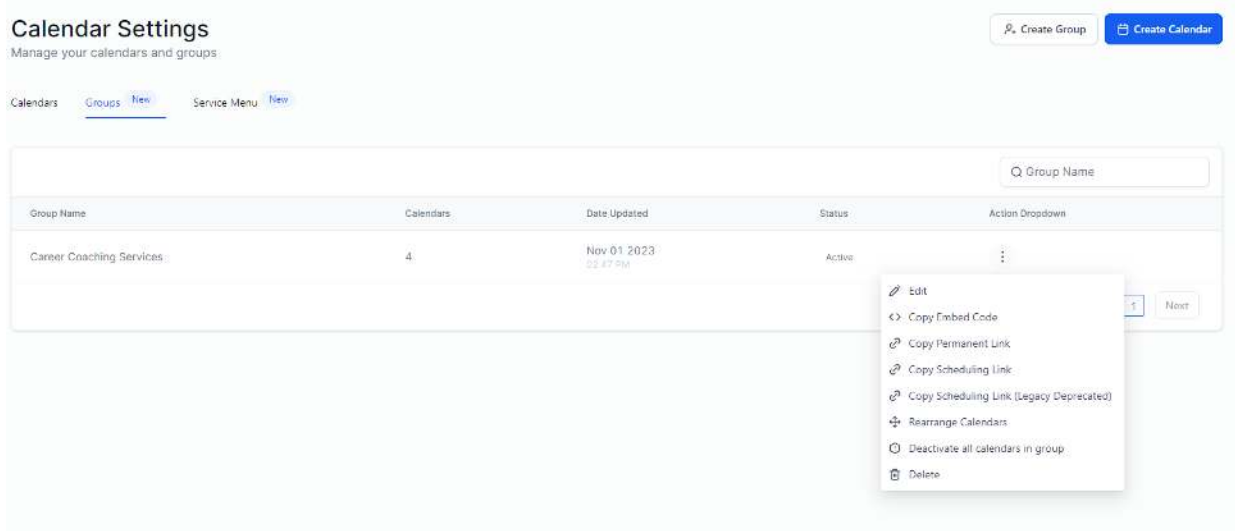 Calendar Settings
Create Group
Create Calendar
Manage your calendars and groups
Calendars
Groups New
Service Menu New
Group Name
Group Name Calendars Date Updated Status Action Dropdown
Career Coaching Services 4 Nov 01 2023 Active
02:47 PM
Edit
Copy Embed Code
1 Next
Copy Permanent Link
Copy Scheduling Link
Copy Scheduling Link (Legacy Deprecated)
Rearrange Calendars
Deactivate all calendars in group
Delete